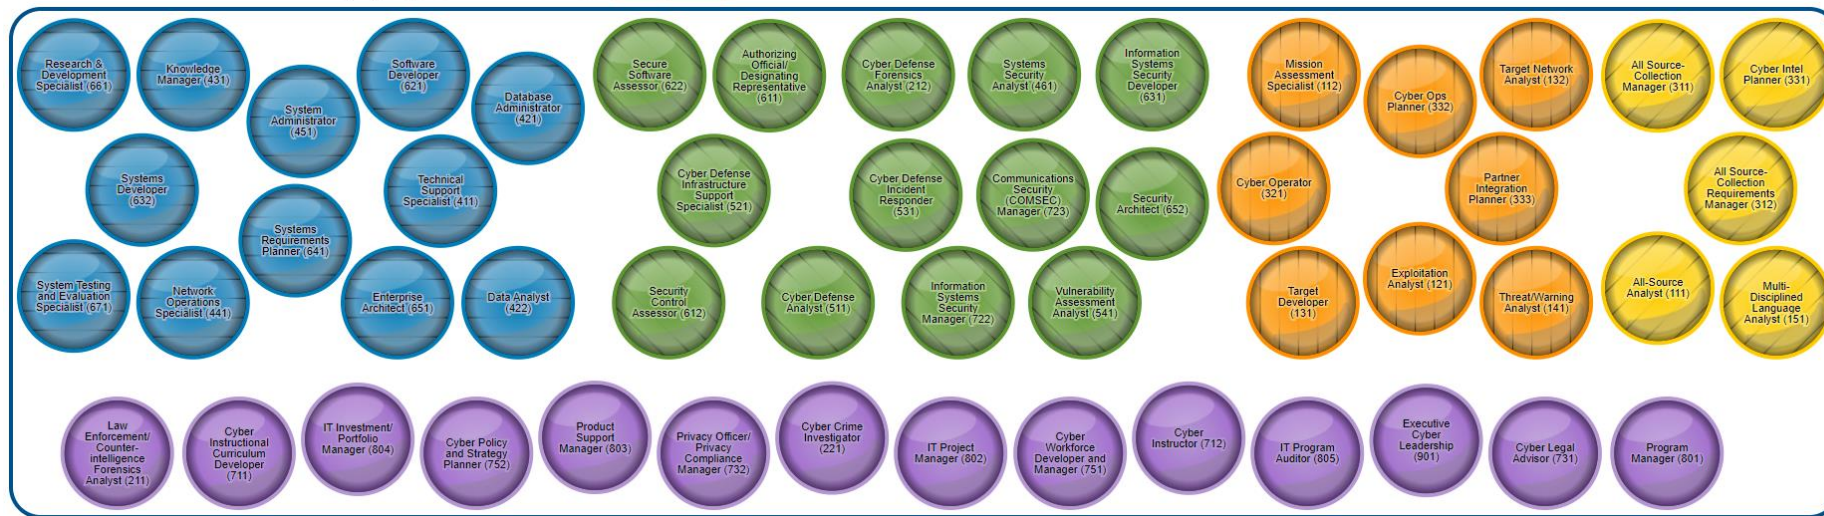 Research &
Development
Specialist (661)
Knowledge
Manager (431)
System
Administrator
(451)
Software
Developer
(621)
Database
Administrator
(421)
Systems
Developer
(632)
Technical
Support
Specialist (411)
Systems
Requirements
Planner (641)
System Testing
and Evaluation
Specialist (671)
Network
Operations
Specialist (441)
Enterprise
Architect (651)
Data Analyst
(422)
Secure
Software
Assessor (622)
Authorizing
Official/
Designating
Representative
(611)
Cyber Defense
Forensics
Analyst (212)
Systems
Security
Analyst (461)
Information
Systems
Security
Developer
(631)
Cyber Defense
Infrastructure
Support
Specialist (521)
Cyber Defense
Incident
Responder
(531)
Communications
Security
(COMSEC)
Manager (723)
Security
Architect (652)
Security
Control
Assessor (612)
Cyber Defense
Analyst (511)
Information
Systems
Security
Manager (722)
Vulnerability
Assessment
Analyst (541)
Mission
Assessment
Specialist (112)
Cyber Ops
Planner (332)
Target Network
Analyst (132)
Cyber Operator
(321)
Partner
Integration
Planner (333)
Target
Developer
(131)
Exploitation
Analyst (121)
Threat/Warning
Analyst (141)
All Source-
Collection
Manager (311)
Cyber Intel
Planner (331)
All Source-
Collection
Requirements
Manager (312)
All-Source
Analyst (111)
Multi-
Disciplined
Language
Analyst (151)
Law
Enforcement/
Counter-
intelligence
Forensics
Analyst (211)
Cyber
Instructional
Curriculum
Developer
(711)
IT Investment/
Portfolio
Manager (804)
Cyber Policy
and Strategy
Planner (752)
Product
Support
Manager (803)
Privacy Officer/
Privacy
Compliance
Manager (732)
Cyber Crime
Investigator
(221)
IT Project
Manager (802)
Cyber
Workforce
Developer and
Manager (751)
Cyber
Instructor (712)
IT Program
Auditor (805)
Executive
Cyber
Leadership
(901)
Cyber Legal
Advisor (731)
Program
Manager (801)